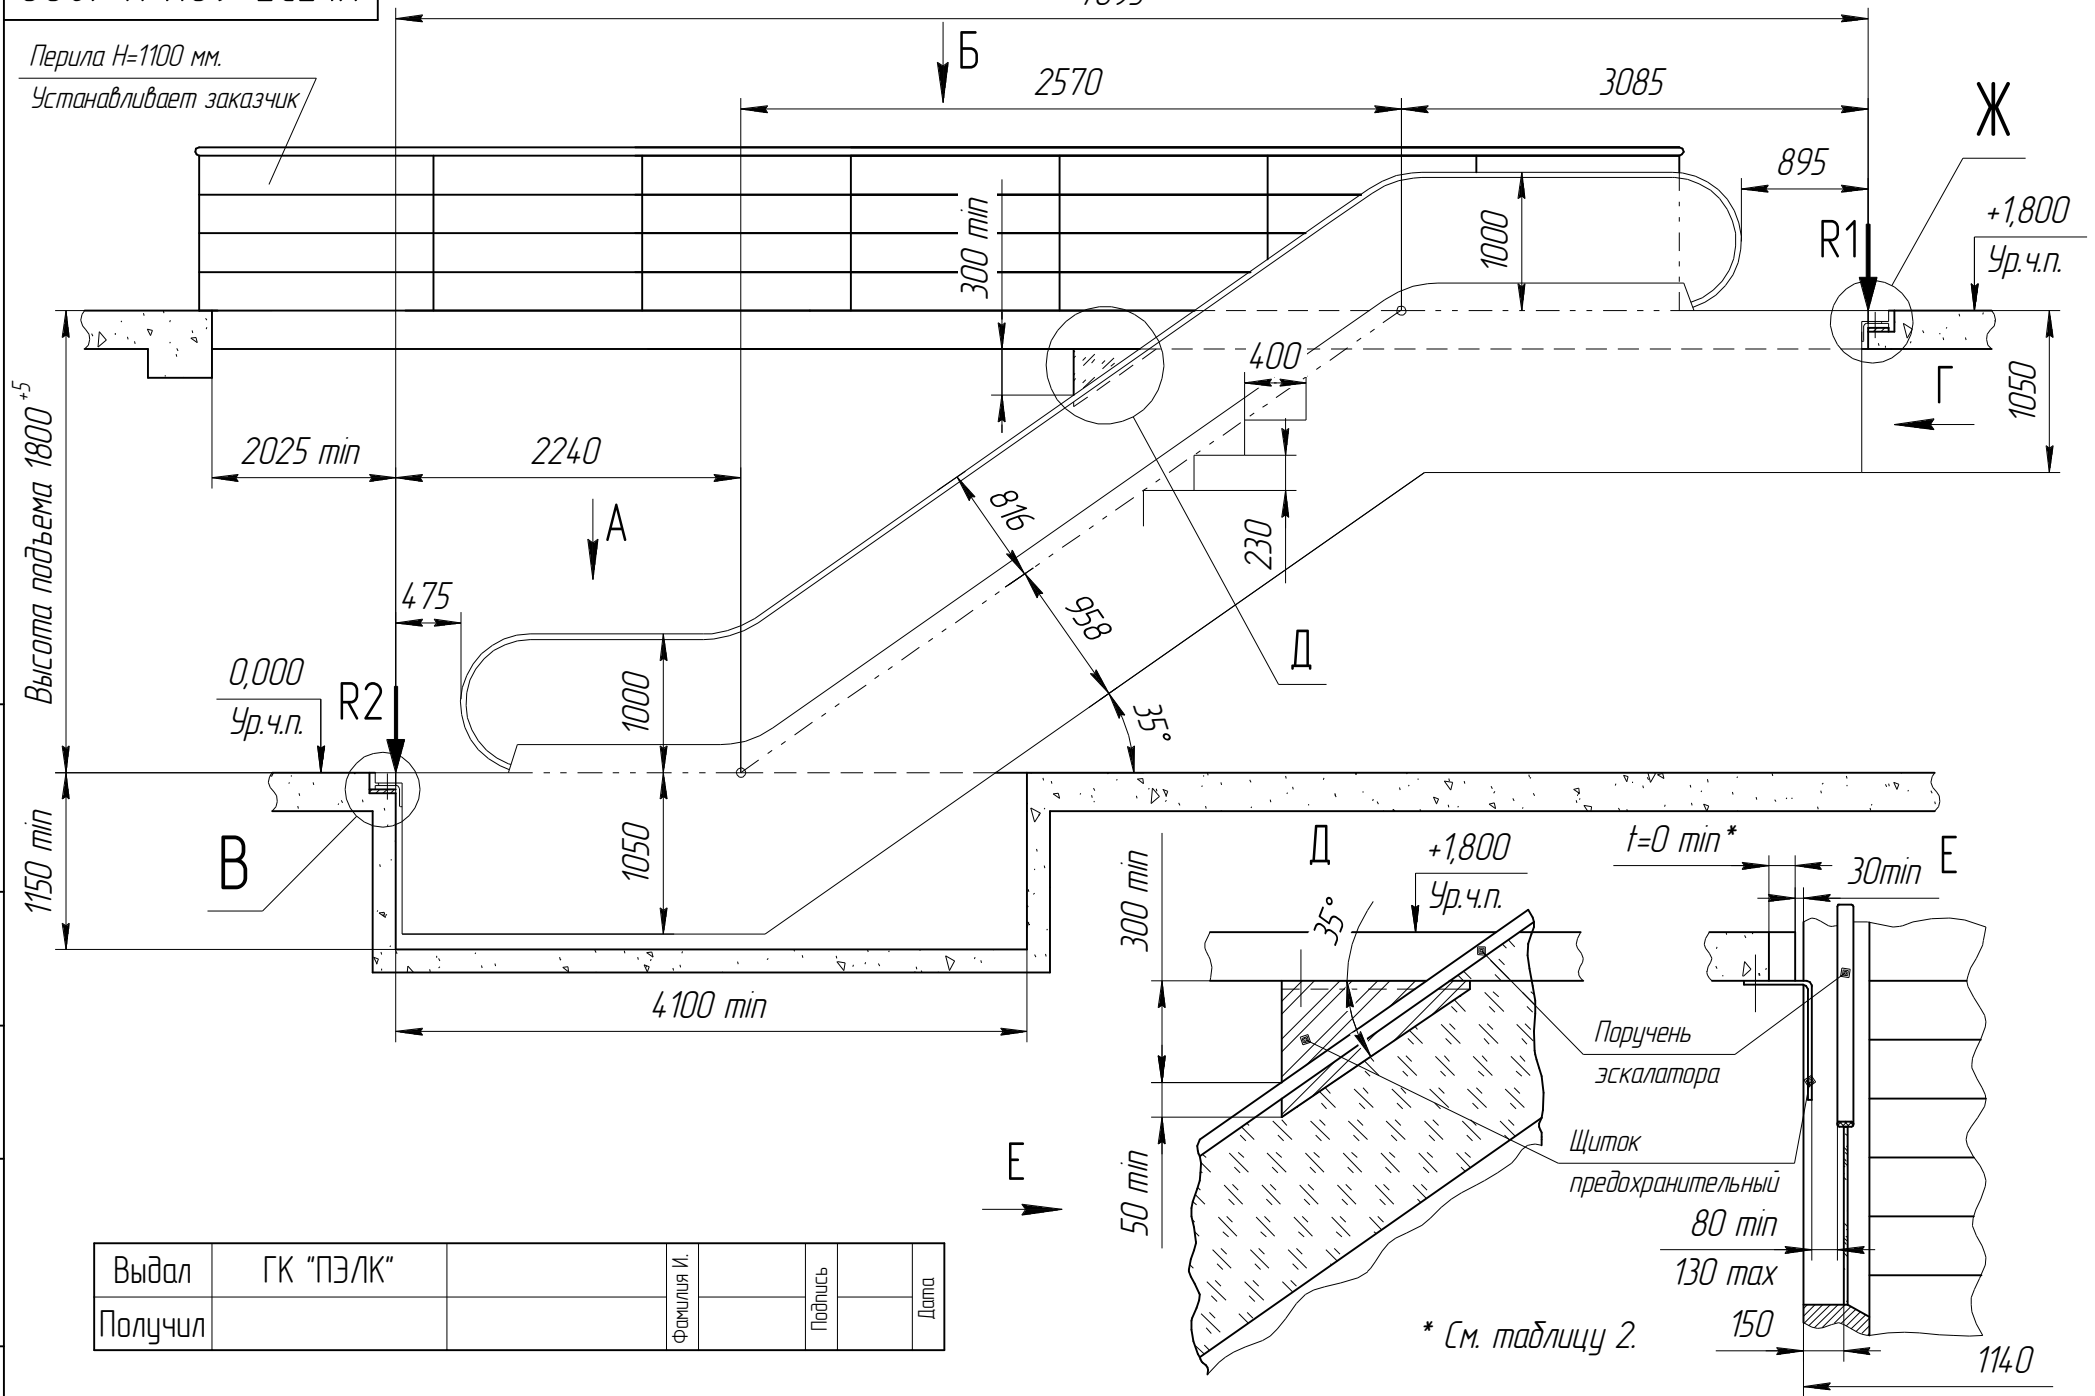 Перила Н=1100 мм.
Устанавливает заказчик
Б
2570
3085
Ж
895
300 min
1000
R1
+1,800
Ур.ч.п.
400
1050
Г
Высота подъема 1800+5
2025 min
2240
816
230
А
475
958
Д
0,000
Ур.ч.п.
R2
1000
35°
1150 min
В
1050
4100 min
Д
+1,800
Ур.ч.п.
300 min
35°
50 min
t=0 min*
30min
Е
Поручень
эскалатора
Щиток
предохранительный
80 min
130 max
150
1140
Е
* См. таблицу 2.
Выдал ГК "ПЭЛК" Фамилия И. Подпись Дата
Получил